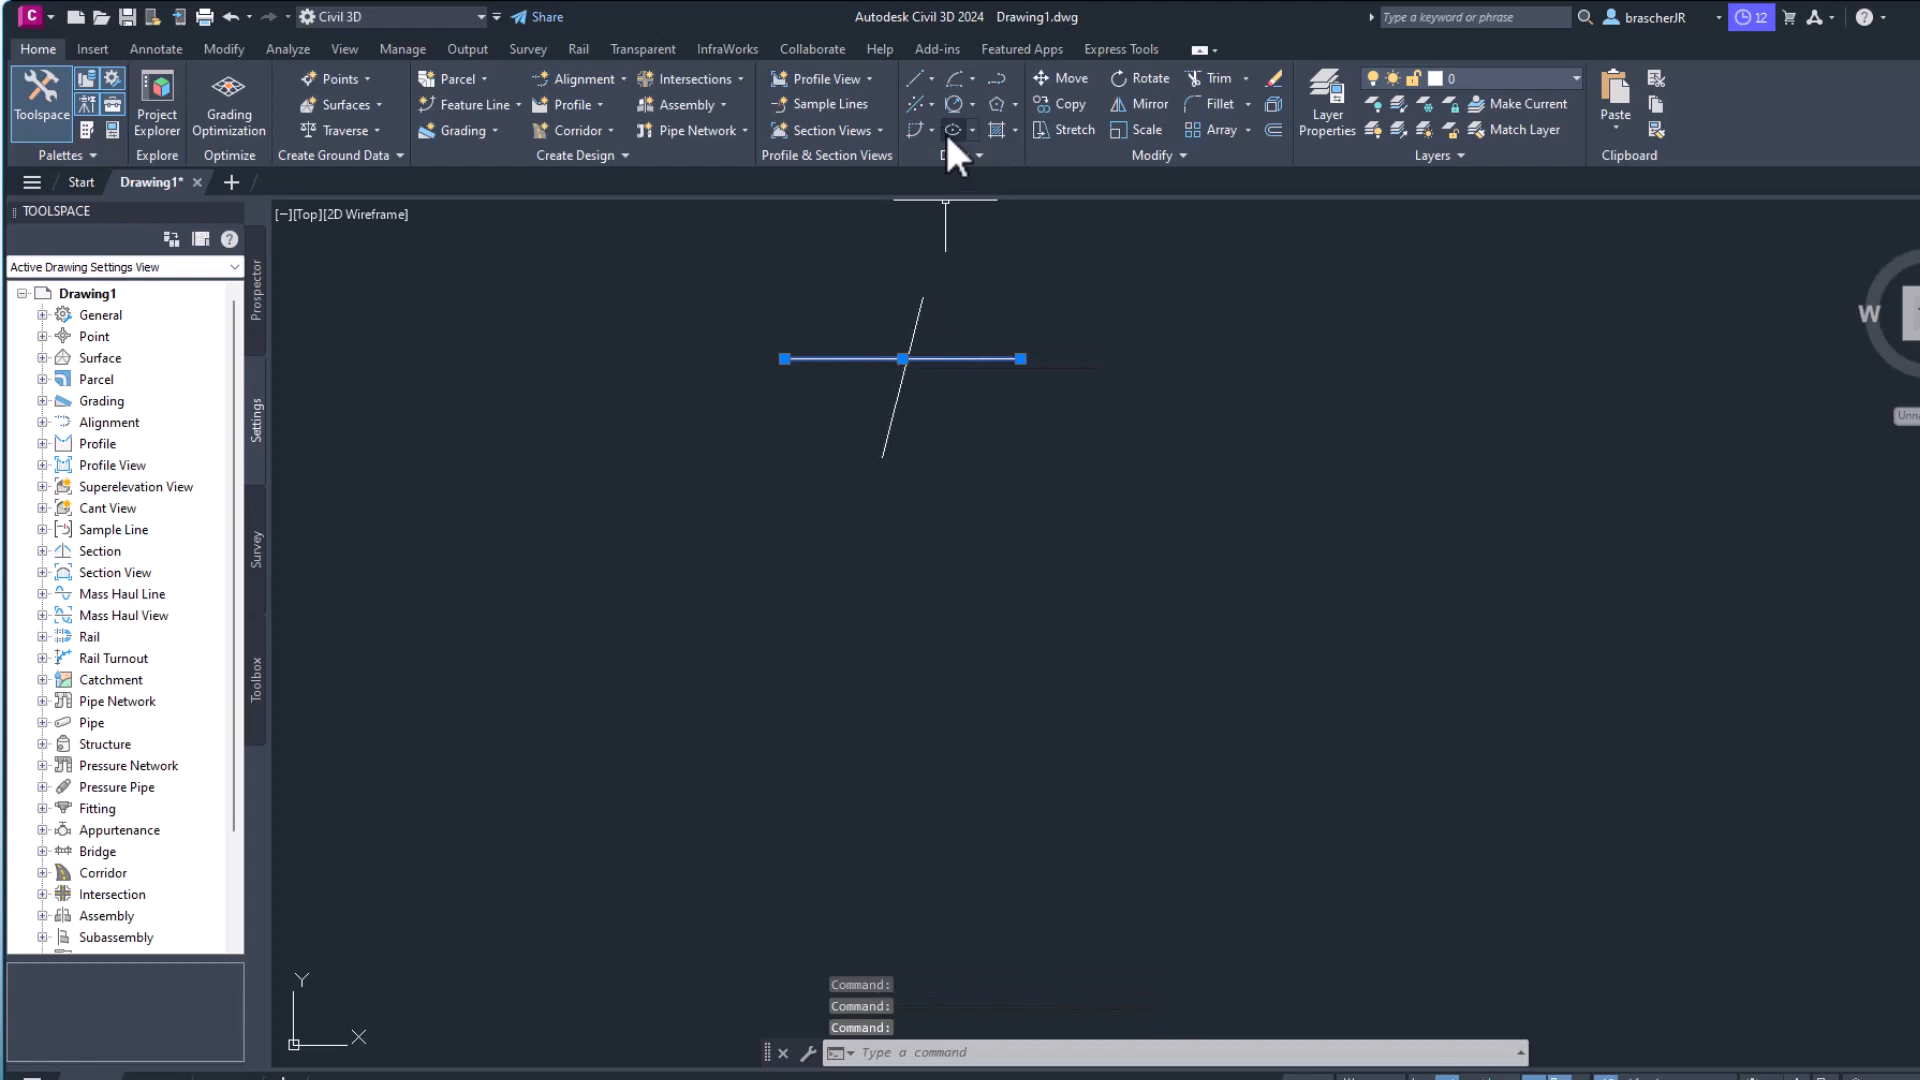 Civil 3D
Share
Autodesk Civil 3D 2024 Drawing1.dwg
Type a keyword or phrase
brascherJR
12
Home Insert Annotate Modify Analyze View Manage Output Survey Rail Transparent InfraWorks Collaborate Help Add-ins Featured Apps Express Tools
Toolspace
Project Explorer
Grading Optimization
Points
Surfaces
Traverse
Parcel
Feature Line
Grading
Alignment
Profile
Corridor
Intersections
Assembly
Pipe Network
Profile View
Sample Lines
Section Views
Move
Copy
Stretch
Rotate
Mirror
Scale
Trim
Fillet
Array
Layer Properties
0
Make Current
Match Layer
Paste
Palettes
Explore
Optimize
Create Ground Data
Create Design
Profile & Section Views
Modify
Layers
Clipboard
Start
Drawing1*
TOOLSPACE
[−][Top][2D Wireframe]
Active Drawing Settings View
Drawing1
General
Point
Surface
Parcel
Grading
Alignment
Profile
Profile View
Superelevation View
Cant View
Sample Line
Section
Section View
Mass Haul Line
Mass Haul View
Rail
Rail Turnout
Catchment
Pipe Network
Pipe
Structure
Pressure Network
Pressure Pipe
Fitting
Appurtenance
Bridge
Corridor
Intersection
Assembly
Subassembly
Prospector
Settings
Survey
Toolbox
W
Y
X
Command:
Command:
Command:
Type a command